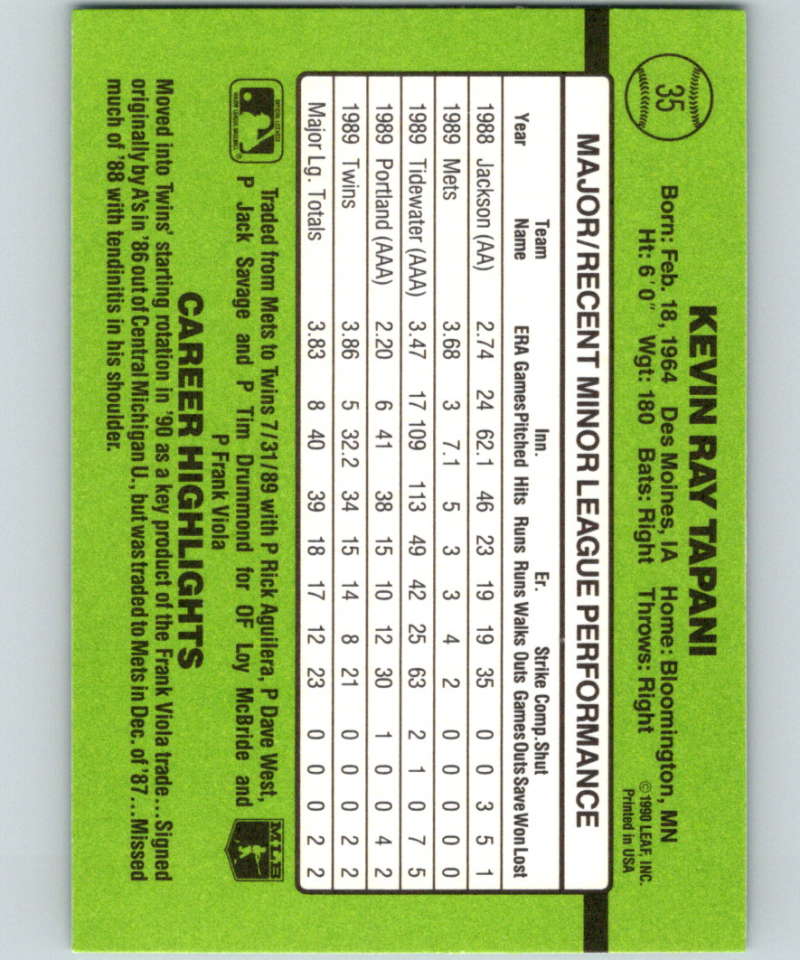 35
KEVIN RAY TAPANI
Born: Feb. 18, 1964 Des Moines, IA Home: Bloomington, MN
Ht: 6'0" Wgt: 180 Bats: Right Throws: Right
©1990 LEAF, INC.
Printed in USA
MAJOR/RECENT MINOR LEAGUE PERFORMANCE
Team Inn. Er. Strike Comp. Shut
Year Name ERA Games Pitched Hits Runs Runs Walks Outs Games Outs Save Won Lost
1988 Jackson (AA) 2.74 24 62.1 46 23 19 19 35 0 0 3 5 1
1989 Mets 3.68 3 7.1 5 3 3 4 2 0 0 0 0 0
1989 Tidewater (AAA) 3.47 17 109 113 49 42 25 63 2 1 0 7 5
1989 Portland (AAA) 2.20 6 41 38 15 10 12 30 1 0 0 4 2
1989 Twins 3.86 5 32.2 34 15 14 8 21 0 0 0 2 2
Major Lg. Totals 3.83 8 40 39 18 17 12 23 0 0 0 2 2
Traded from Mets to Twins 7/31/89 with P Rick Aguilera, P Dave West,
P Jack Savage and P Tim Drummond for OF Loy McBride and
P Frank Viola
MLB
CAREER HIGHLIGHTS
Moved into Twins' starting rotation in '90 as a key product of the Frank Viola trade...Signed
originally by A's in '86 out of Central Michigan U., but was traded to Mets in Dec. of '87...Missed
much of '88 with tendinitis in his shoulder.